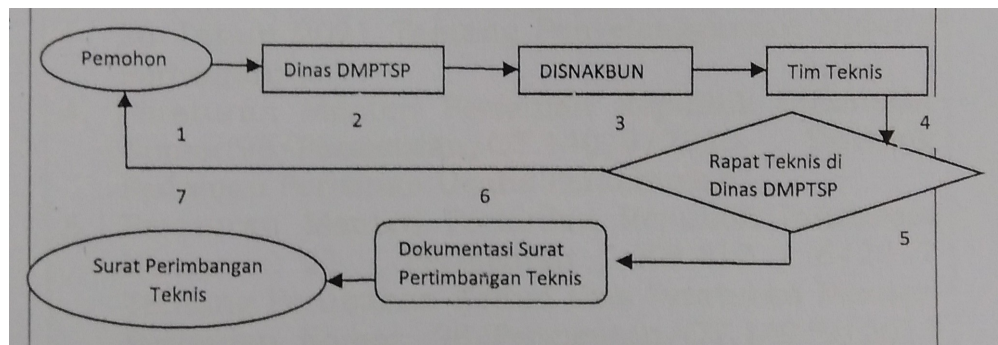 Pemohon
Dinas DMPTSP
DISNAKBUN
Tim Teknis
1
2
3
4
Rapat Teknis di
Dinas DMPTSP
5
6
7
Dokumentasi Surat
Pertimbangan Teknis
Surat Perimbangan
Teknis